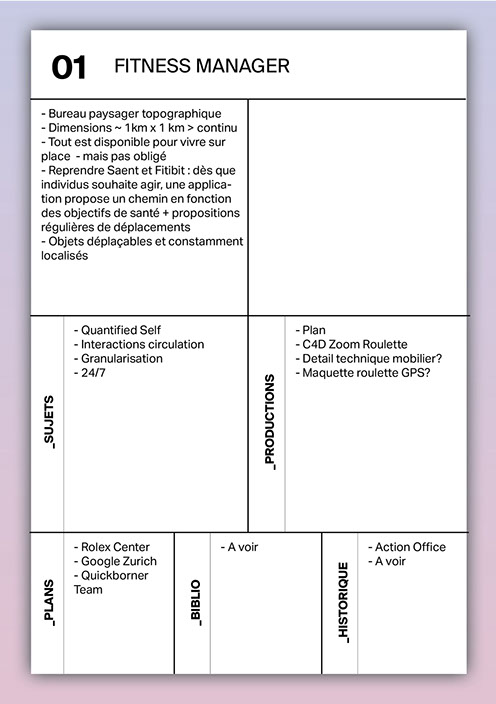 01 FITNESS MANAGER
- Bureau paysager topographique
- Dimensions ~ 1km x 1 km > continu
- Tout est disponible pour vivre sur
place - mais pas obligé
- Reprendre Saent et Fitibit : dès que
individus souhaite agir, une applica-
tion propose un chemin en fonction
des objectifs de santé + propositions
régulières de déplacements
- Objets déplaçables et constamment
localisés
_SUJETS
- Quantified Self
- Interactions circulation
- Granularisation
- 24/7
_PRODUCTIONS
- Plan
- C4D Zoom Roulette
- Detail technique mobilier?
- Maquette roulette GPS?
_PLANS
- Rolex Center
- Google Zurich
- Quickborner
Team
_BIBLIO
- A voir
_HISTORIQUE
- Action Office
- A voir